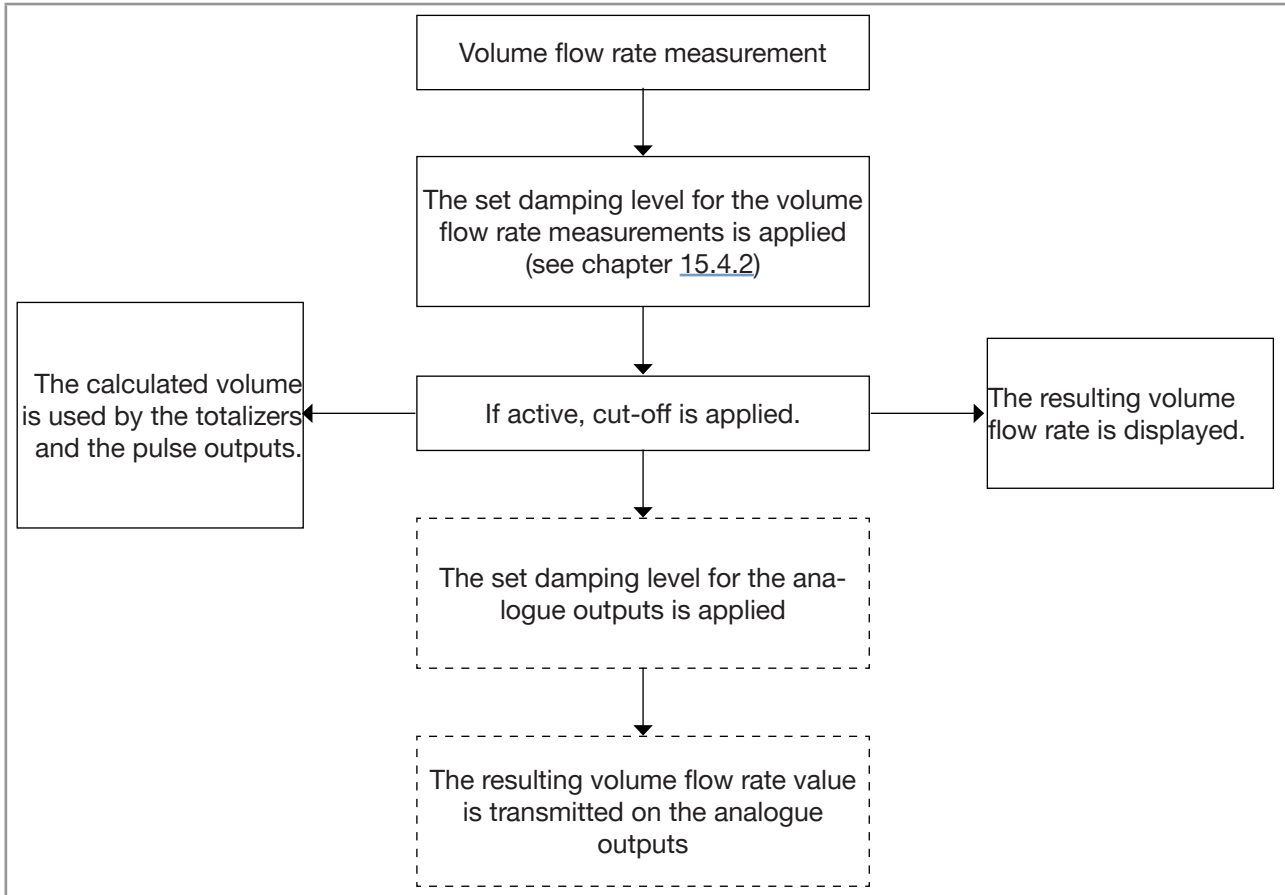 Volume flow rate measurement
The set damping level for the volume
flow rate measurements is applied
(see chapter 15.4.2)
The calculated volume
is used by the totalizers
and the pulse outputs.
If active, cut-off is applied.
The resulting volume
flow rate is displayed.
The set damping level for the ana-
logue outputs is applied
The resulting volume flow rate value
is transmitted on the analogue
outputs